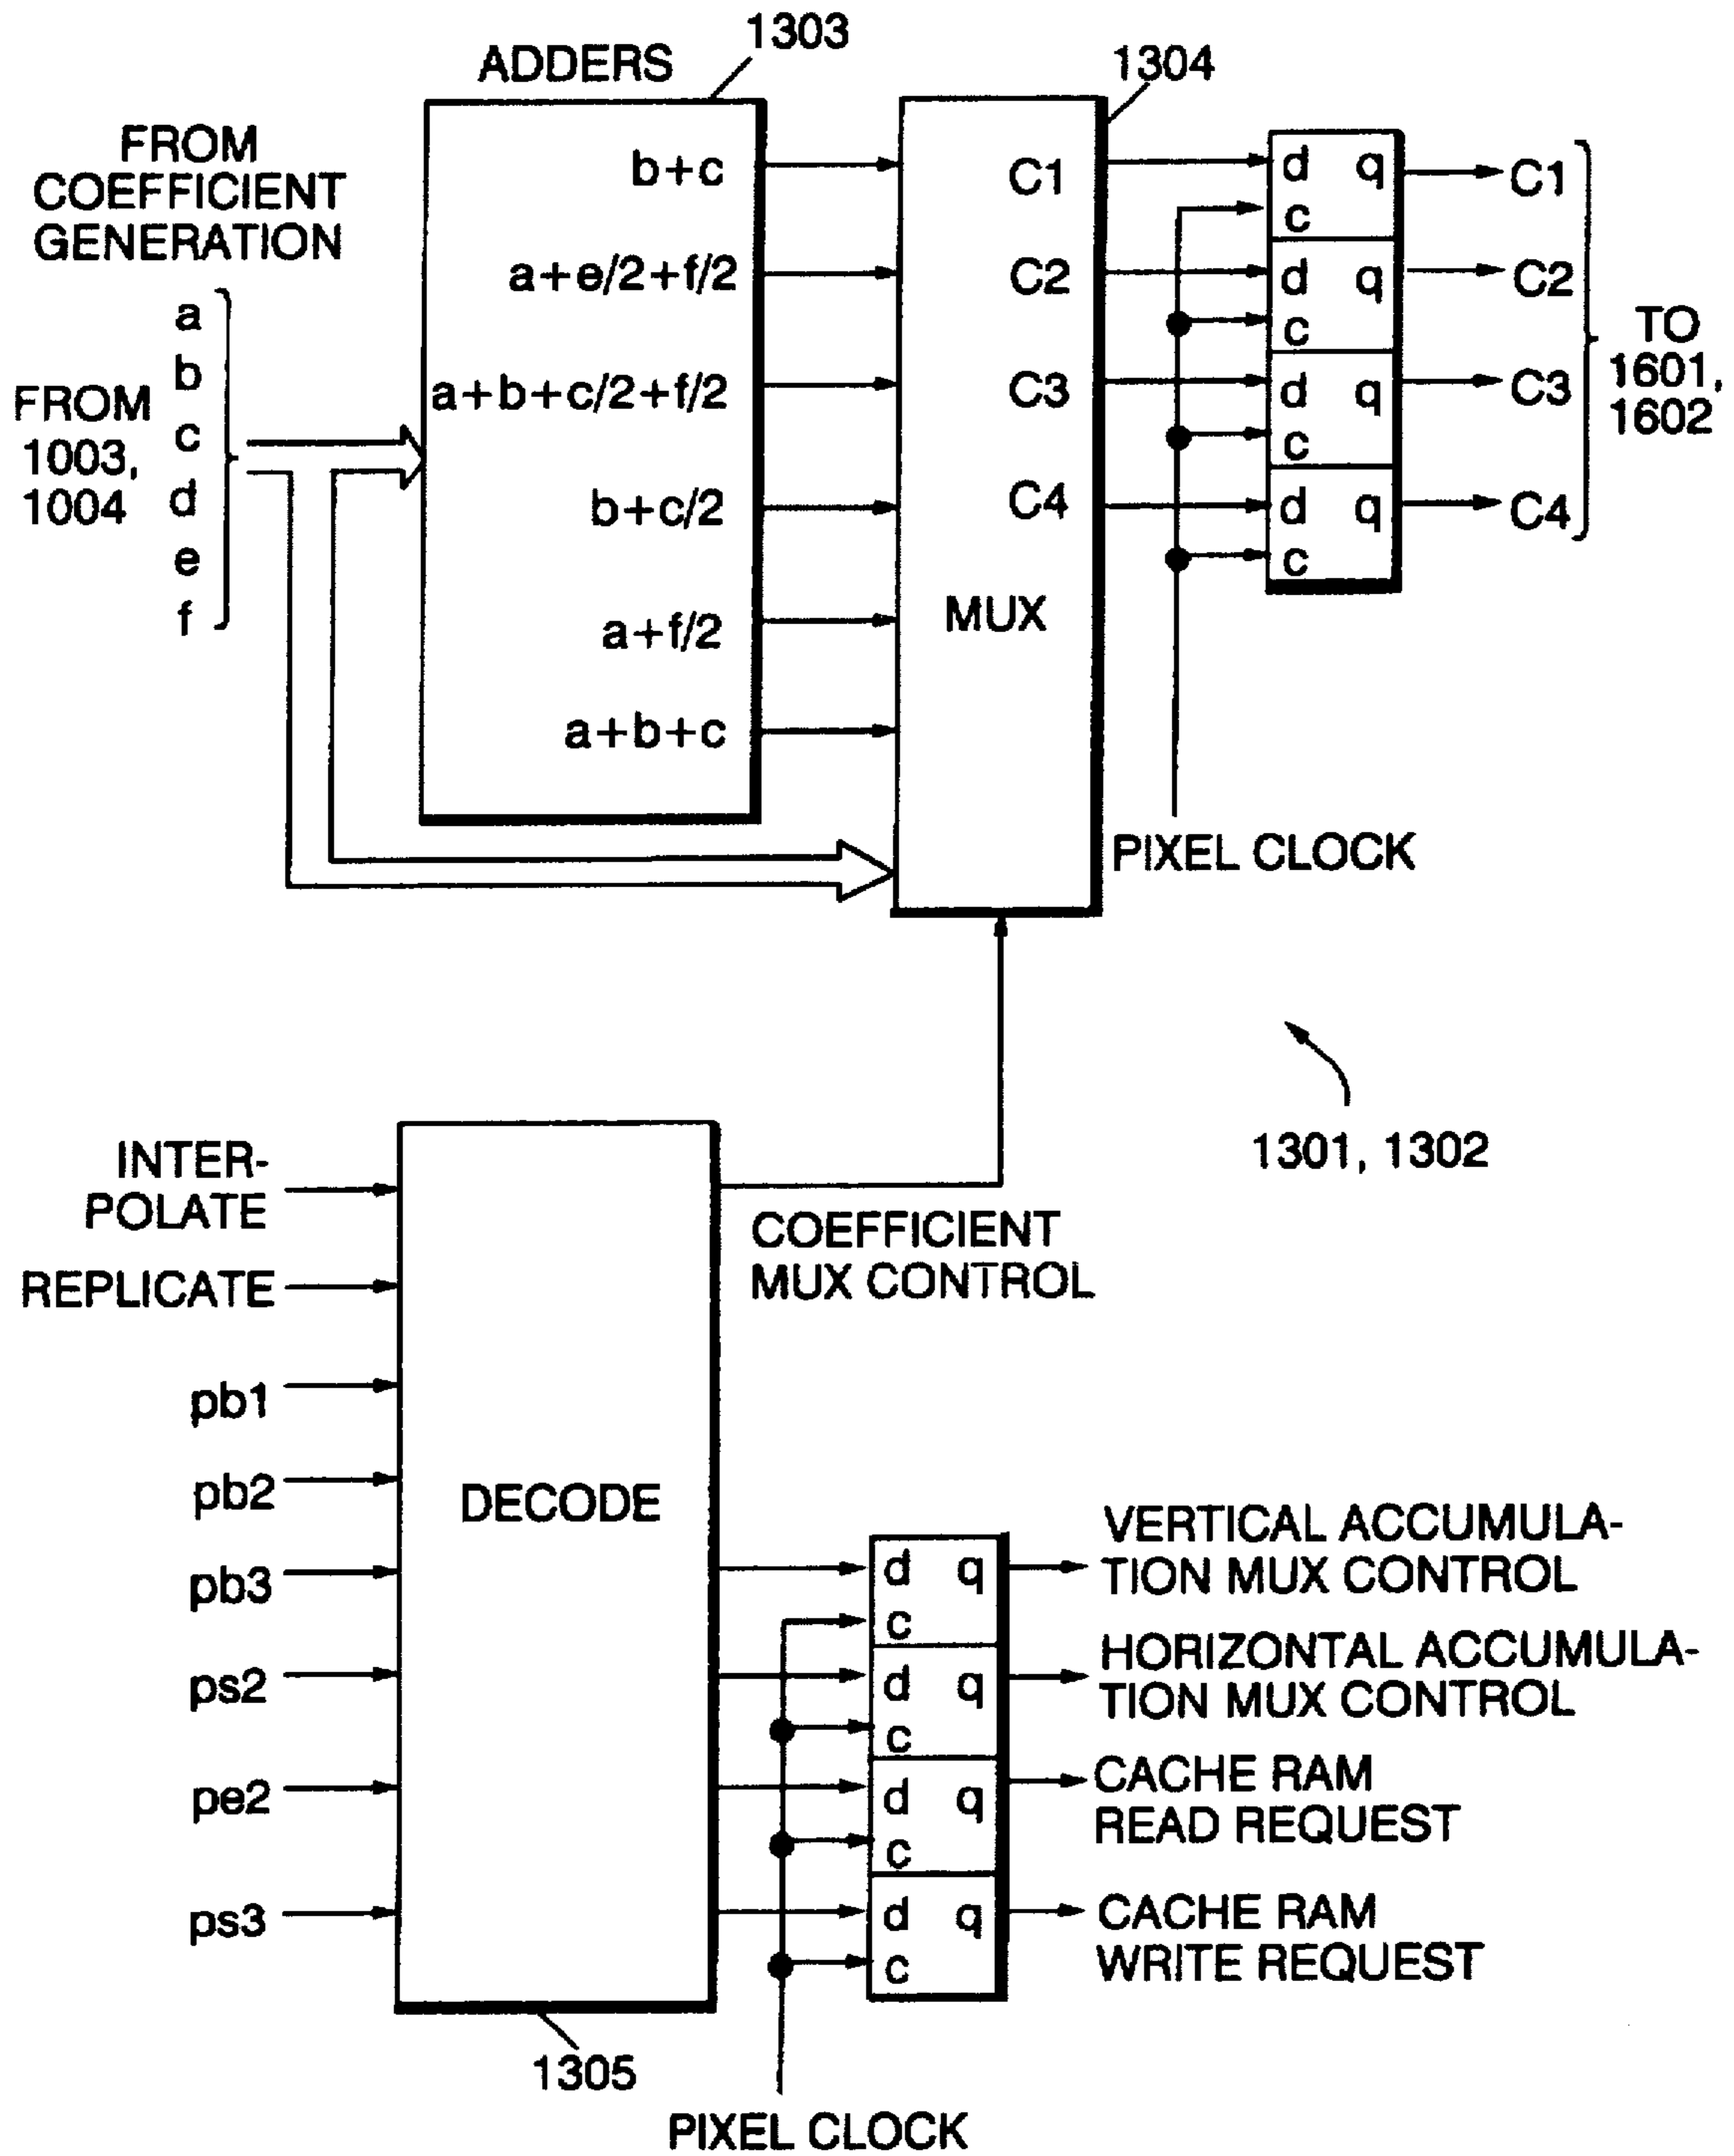 ADDERS
1303
1304
FROM
COEFFICIENT
GENERATION
a
b
c
d
e
f
FROM
1003,
1004
b+c
a+e/2+f/2
a+b+c/2+f/2
b+c/2
a+f/2
a+b+c
C1
C2
C3
C4
MUX
d q
c
d q
c
d q
c
d q
c
C1
C2
C3
C4
TO
1601,
1602
PIXEL CLOCK
1301, 1302
INTER-
POLATE
REPLICATE
pb1
pb2
pb3
ps2
pe2
ps3
DECODE
1305
COEFFICIENT
MUX CONTROL
d q
c
d q
c
d q
c
d q
c
VERTICAL ACCUMULA-
TION MUX CONTROL
HORIZONTAL ACCUMULA-
TION MUX CONTROL
CACHE RAM
READ REQUEST
CACHE RAM
WRITE REQUEST
PIXEL CLOCK